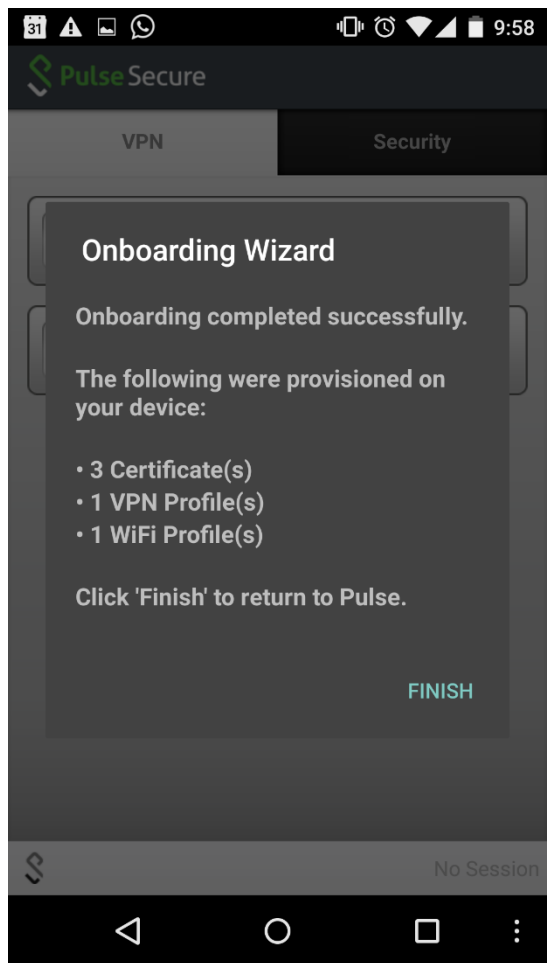 31 9:58
Pulse Secure
VPN Security
Onboarding Wizard
Onboarding completed successfully.
The following were provisioned on
your device:
• 3 Certificate(s)
• 1 VPN Profile(s)
• 1 WiFi Profile(s)
Click 'Finish' to return to Pulse.
FINISH
No Session